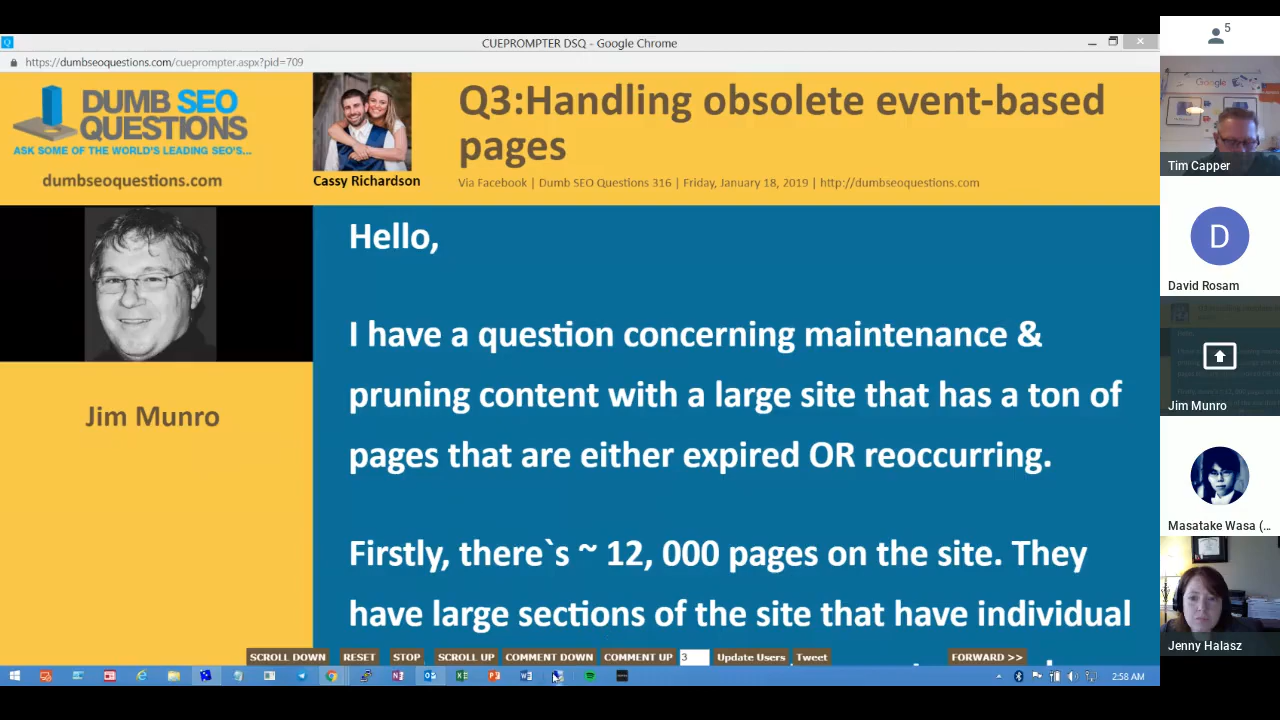 CUEPROMPTER DSQ - Google Chrome
5
https://dumbseoquestions.com/cueprompter.aspx?pid=709
DUMB SEO
QUESTIONS
ASK SOME OF THE WORLD'S LEADING SEO'S...
dumbseoquestions.com
Cassy Richardson
Q3:Handling obsolete event-based
pages
Via Facebook | Dumb SEO Questions 316 | Friday, January 18, 2019 | http://dumbseoquestions.com
Google
Tim Capper
D
David Rosam
Jim Munro
Hello,
I have a question concerning maintenance &
pruning content with a large site that has a ton of
pages that are either expired OR reoccurring.
Firstly, there`s ~ 12, 000 pages on the site. They
have large sections of the site that have individual
Jim Munro
Masatake Wasa (...
Jenny Halasz
SCROLL DOWN RESET STOP SCROLL UP COMMENT DOWN COMMENT UP 3 Update Users Tweet FORWARD >>
2:58 AM